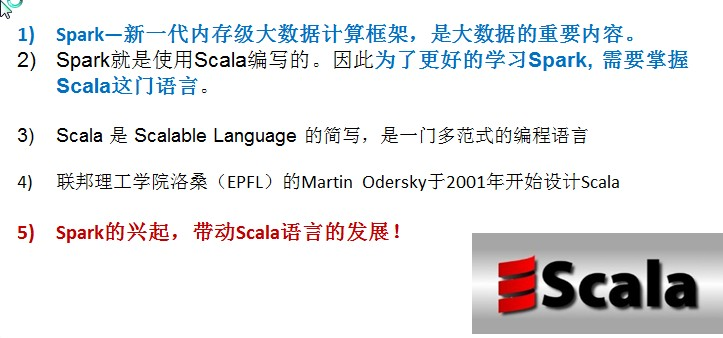 1) Spark—新一代内存级大数据计算框架，是大数据的重要内容。
2) Spark就是使用Scala编写的。因此为了更好的学习Spark, 需要掌握
Scala这门语言。
3) Scala 是 Scalable Language 的简写，是一门多范式的编程语言
4) 联邦理工学院洛桑（EPFL）的Martin Odersky于2001年开始设计Scala
5) Spark的兴起，带动Scala语言的发展！
Scala